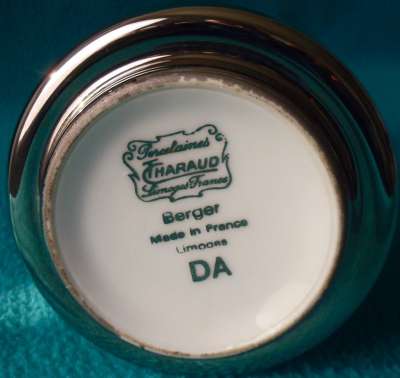 Porcelaines
THARAUD
Limoges France
Berger
Made in France
Limoges
DA